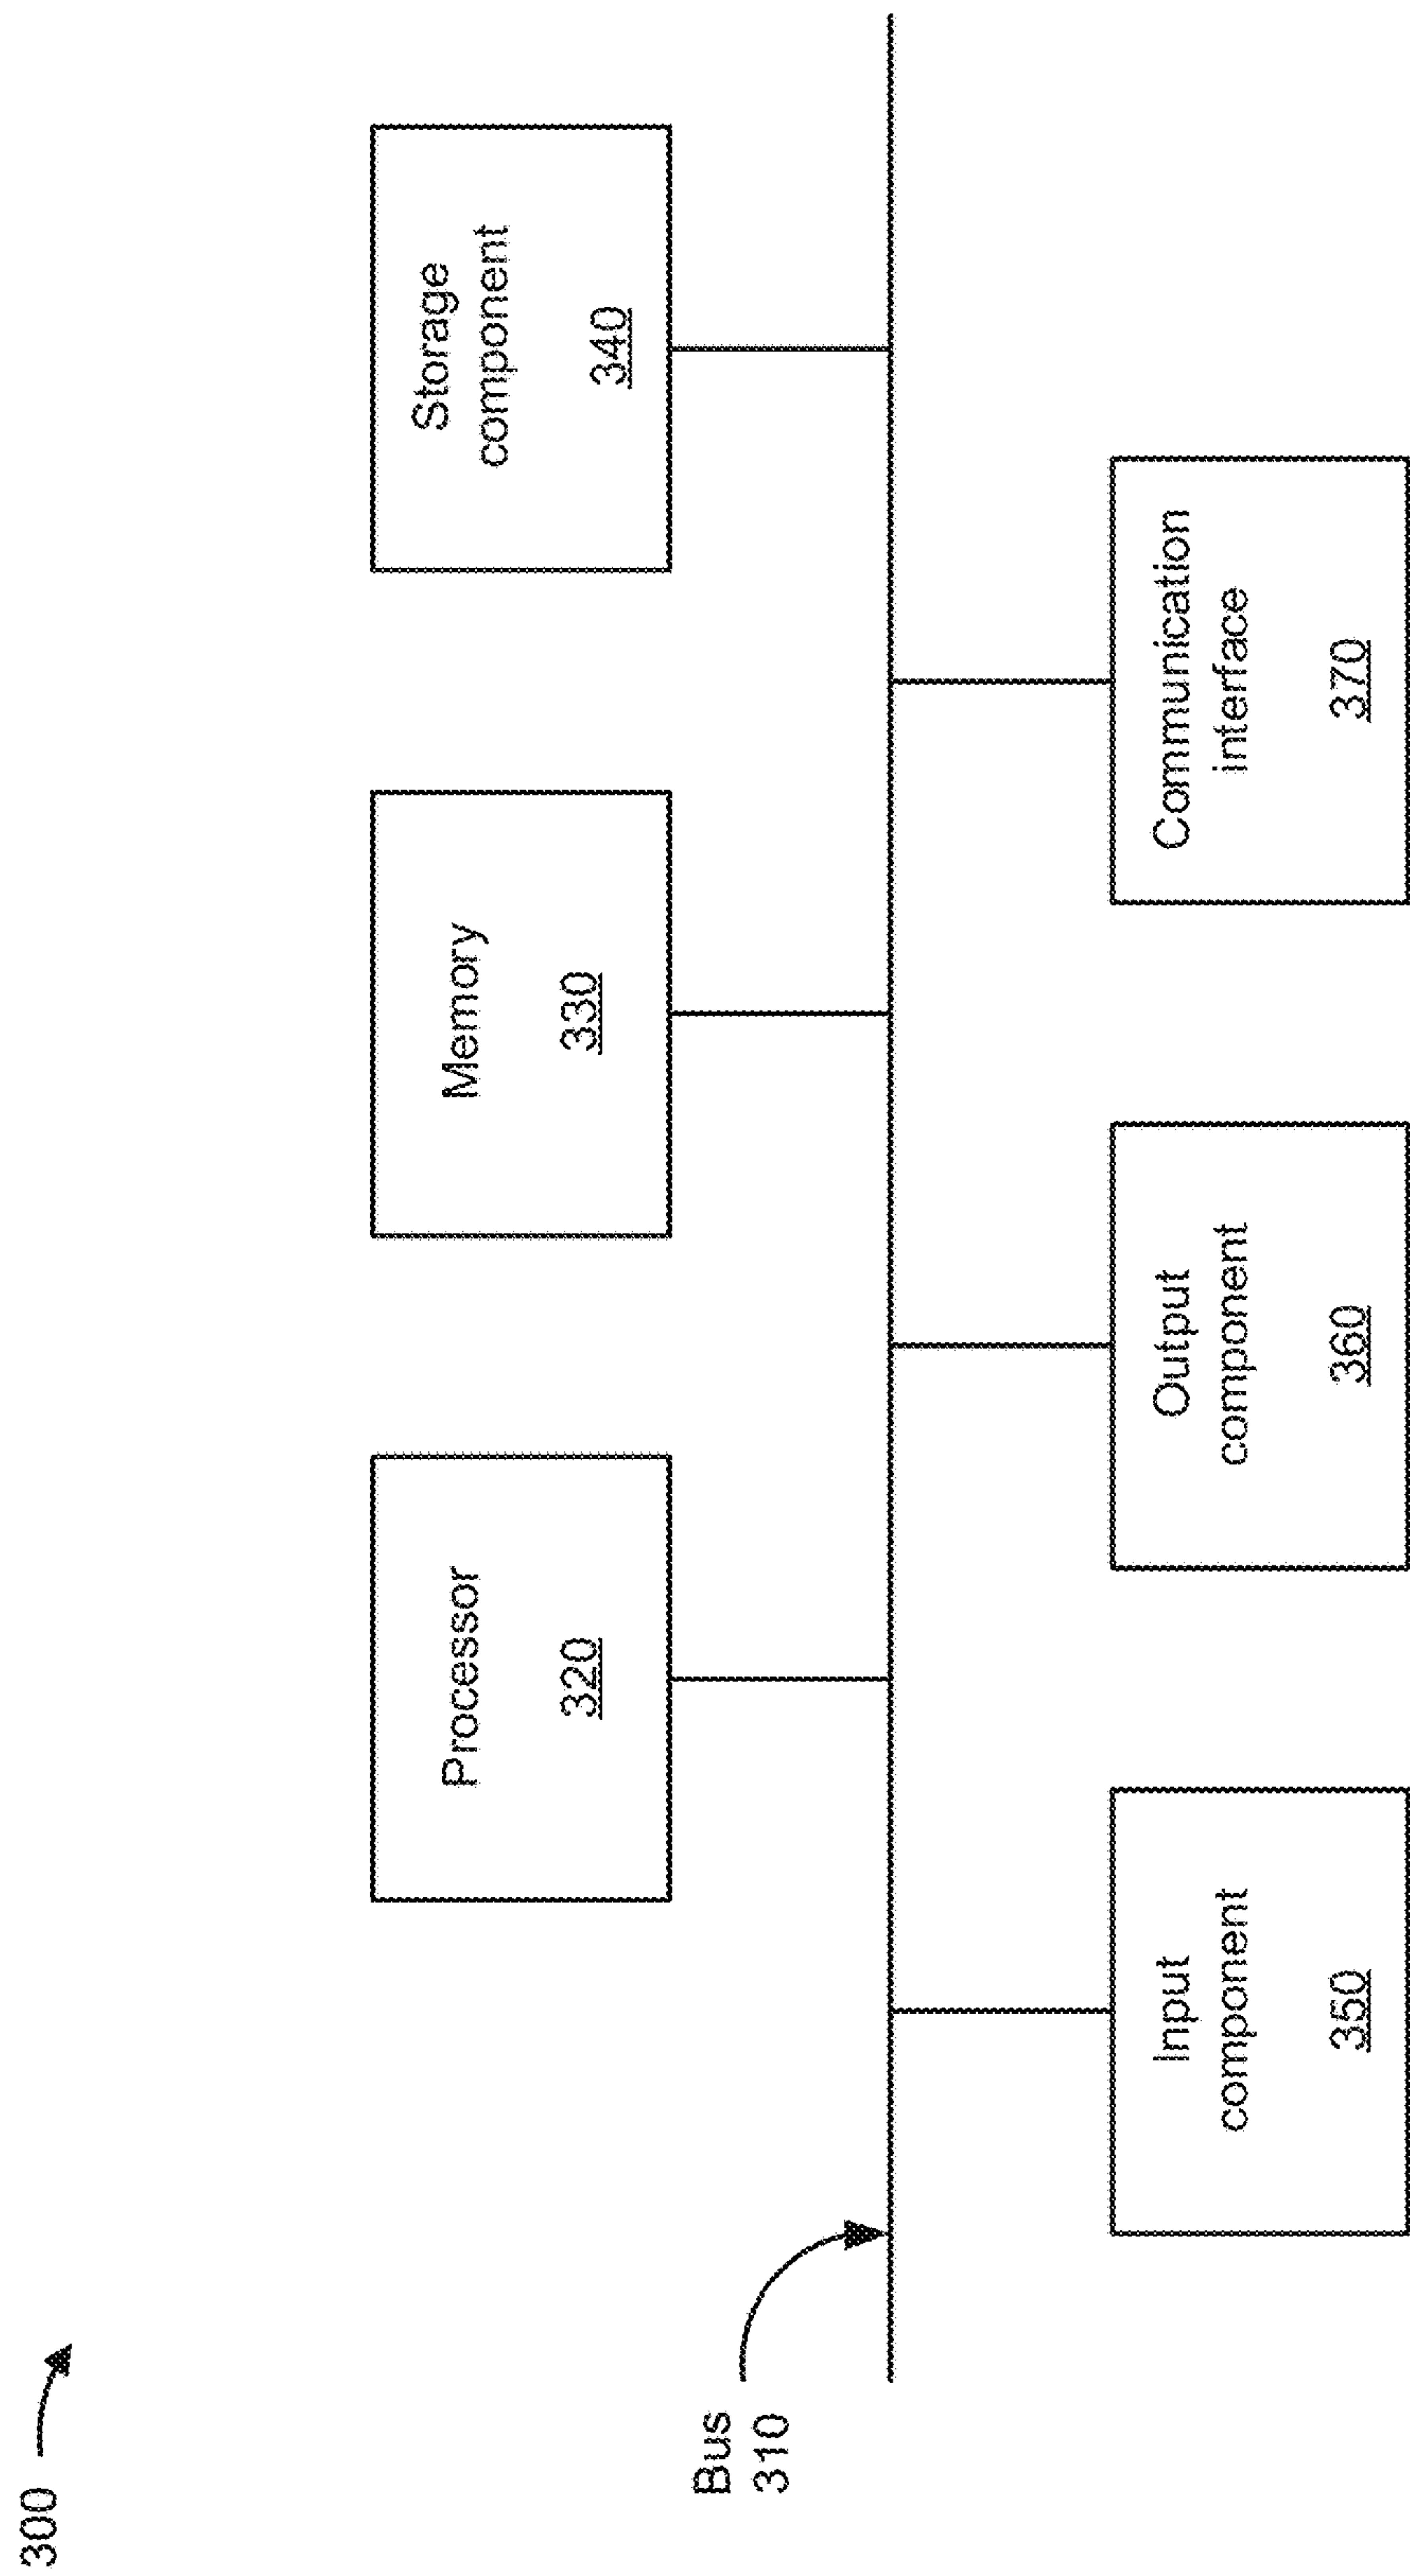 300
Processor
320
Memory
330
Storage
component
340
Bus
310
Input
component
350
Output
component
360
Communication
interface
370